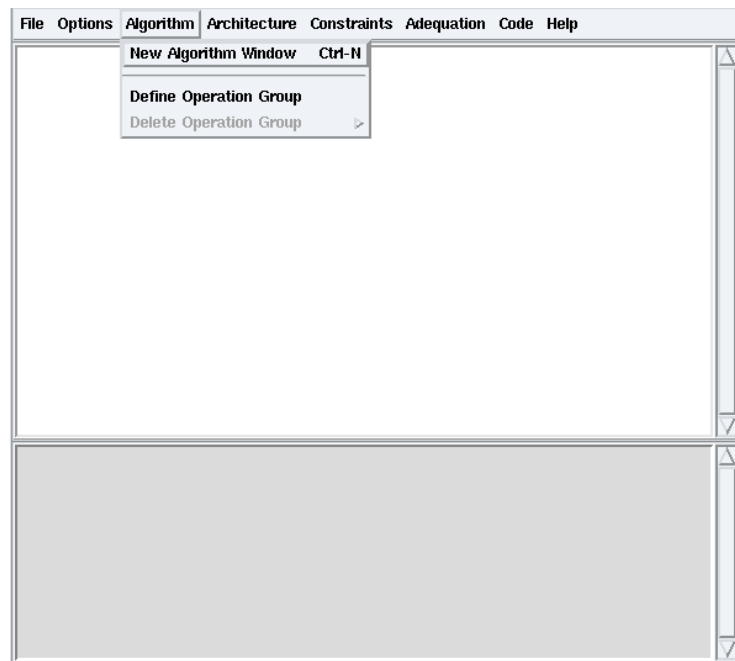 File Options Algorithm Architecture Constraints Adequation Code Help
New Algorithm Window Ctrl-N
Define Operation Group
Delete Operation Group